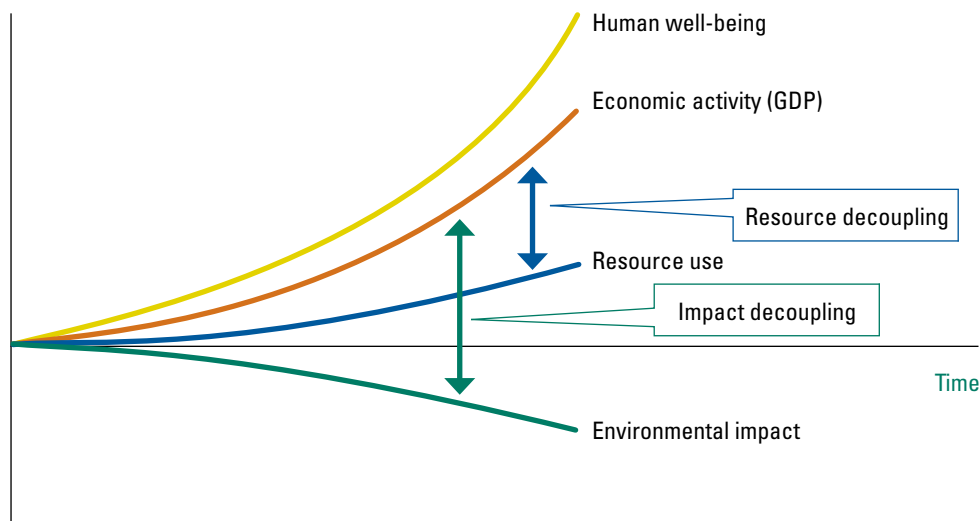 Human well-being
Economic activity (GDP)
Resource decoupling
Resource use
Impact decoupling
Time
Environmental impact